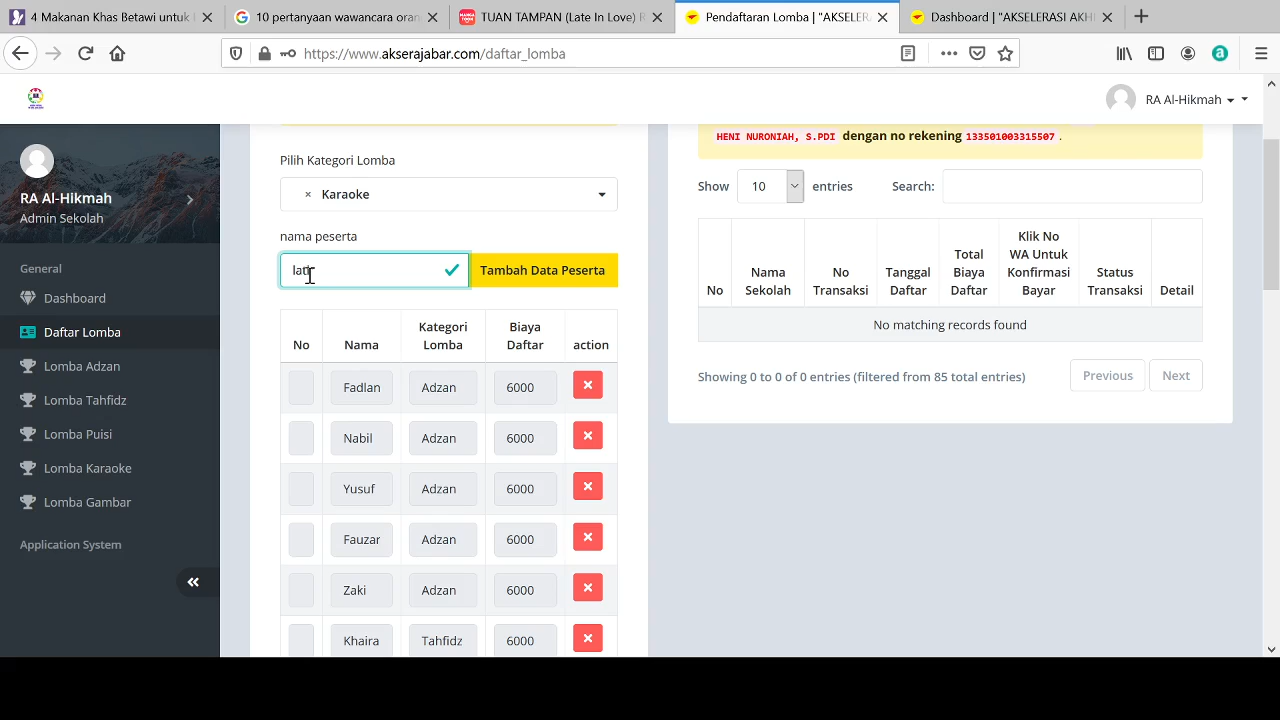 4 Makanan Khas Betawi untuk
10 pertanyaan wawancara oran
TUAN TAMPAN (Late In Love) R
Pendaftaran Lomba | "AKSELERA
Dashboard | "AKSELERASI AKH
https://www.akserajabar.com/daftar_lomba
RA Al-Hikmah
RA Al-Hikmah
Admin Sekolah
General
Dashboard
Daftar Lomba
Lomba Adzan
Lomba Tahfidz
Lomba Puisi
Lomba Karaoke
Lomba Gambar
Application System
Pilih Kategori Lomba
× Karaoke
nama peserta
Tambah Data Peserta
No Nama Kategori Lomba Biaya Daftar action
Fadlan Adzan 6000
Nabil Adzan 6000
Yusuf Adzan 6000
Fauzar Adzan 6000
Zaki Adzan 6000
Khaira Tahfidz 6000
HENI NURONIAH, S.PDI dengan no rekening 133501003315507.
Show 10 entries Search:
No Nama Sekolah No Transaksi Tanggal Daftar Total Biaya Daftar Klik No WA Untuk Konfirmasi Bayar Status Transaksi Detail
No matching records found
Showing 0 to 0 of 0 entries (filtered from 85 total entries)
Previous Next